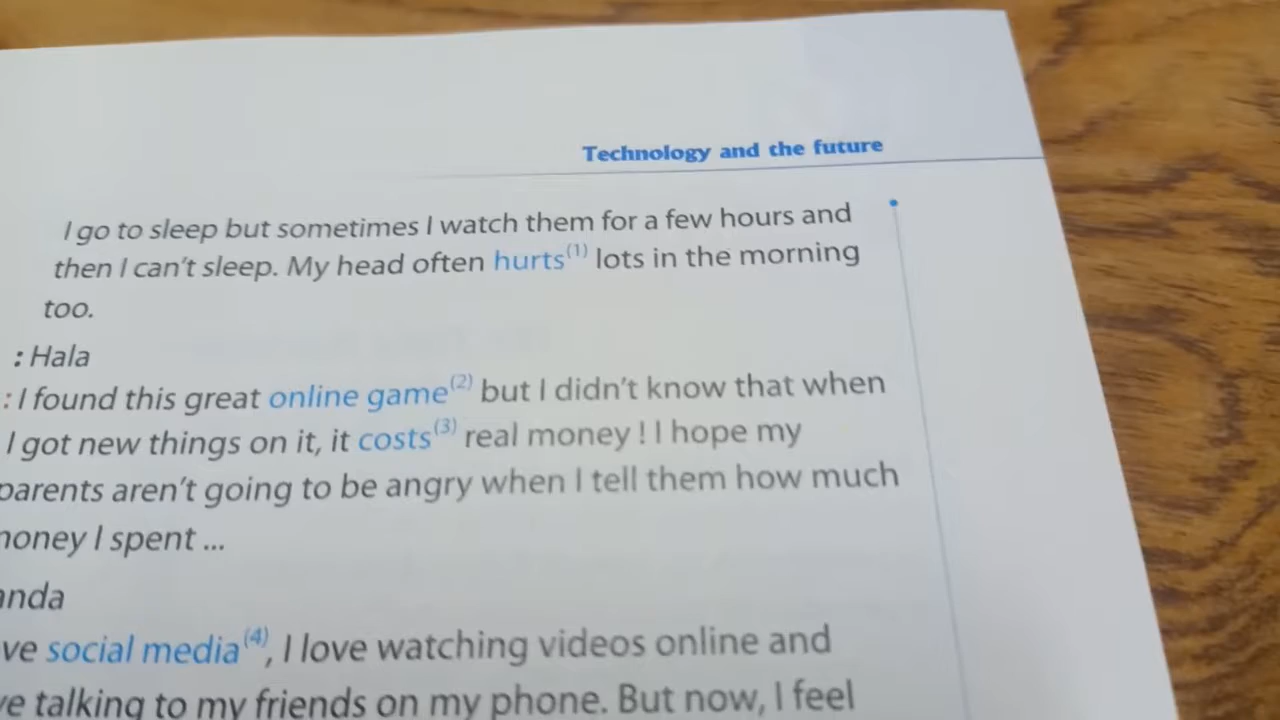 Technology and the future
I go to sleep but sometimes I watch them for a few hours and
then I can't sleep. My head often hurts(1) lots in the morning
too.
: Hala
: I found this great online game(2) but I didn't know that when
I got new things on it, it costs(3) real money ! I hope my
parents aren't going to be angry when I tell them how much
money I spent ...
social media(4), I love watching videos online and
talking to my friends on my phone. But now, I feel